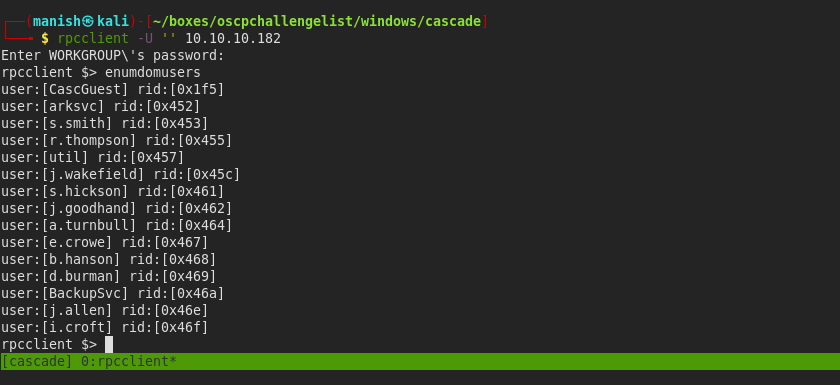 (manish㉿kali)-[~/boxes/oscpchallengelist/windows/cascade]
$ rpcclient -U '' 10.10.10.182
Enter WORKGROUP\'s password:
rpcclient $> enumdomusers
user:[CascGuest] rid:[0x1f5]
user:[arksvc] rid:[0x452]
user:[s.smith] rid:[0x453]
user:[r.thompson] rid:[0x455]
user:[util] rid:[0x457]
user:[j.wakefield] rid:[0x45c]
user:[s.hickson] rid:[0x461]
user:[j.goodhand] rid:[0x462]
user:[a.turnbull] rid:[0x464]
user:[e.crowe] rid:[0x467]
user:[b.hanson] rid:[0x468]
user:[d.burman] rid:[0x469]
user:[BackupSvc] rid:[0x46a]
user:[j.allen] rid:[0x46e]
user:[i.croft] rid:[0x46f]
rpcclient $>
[cascade] 0:rpcclient*